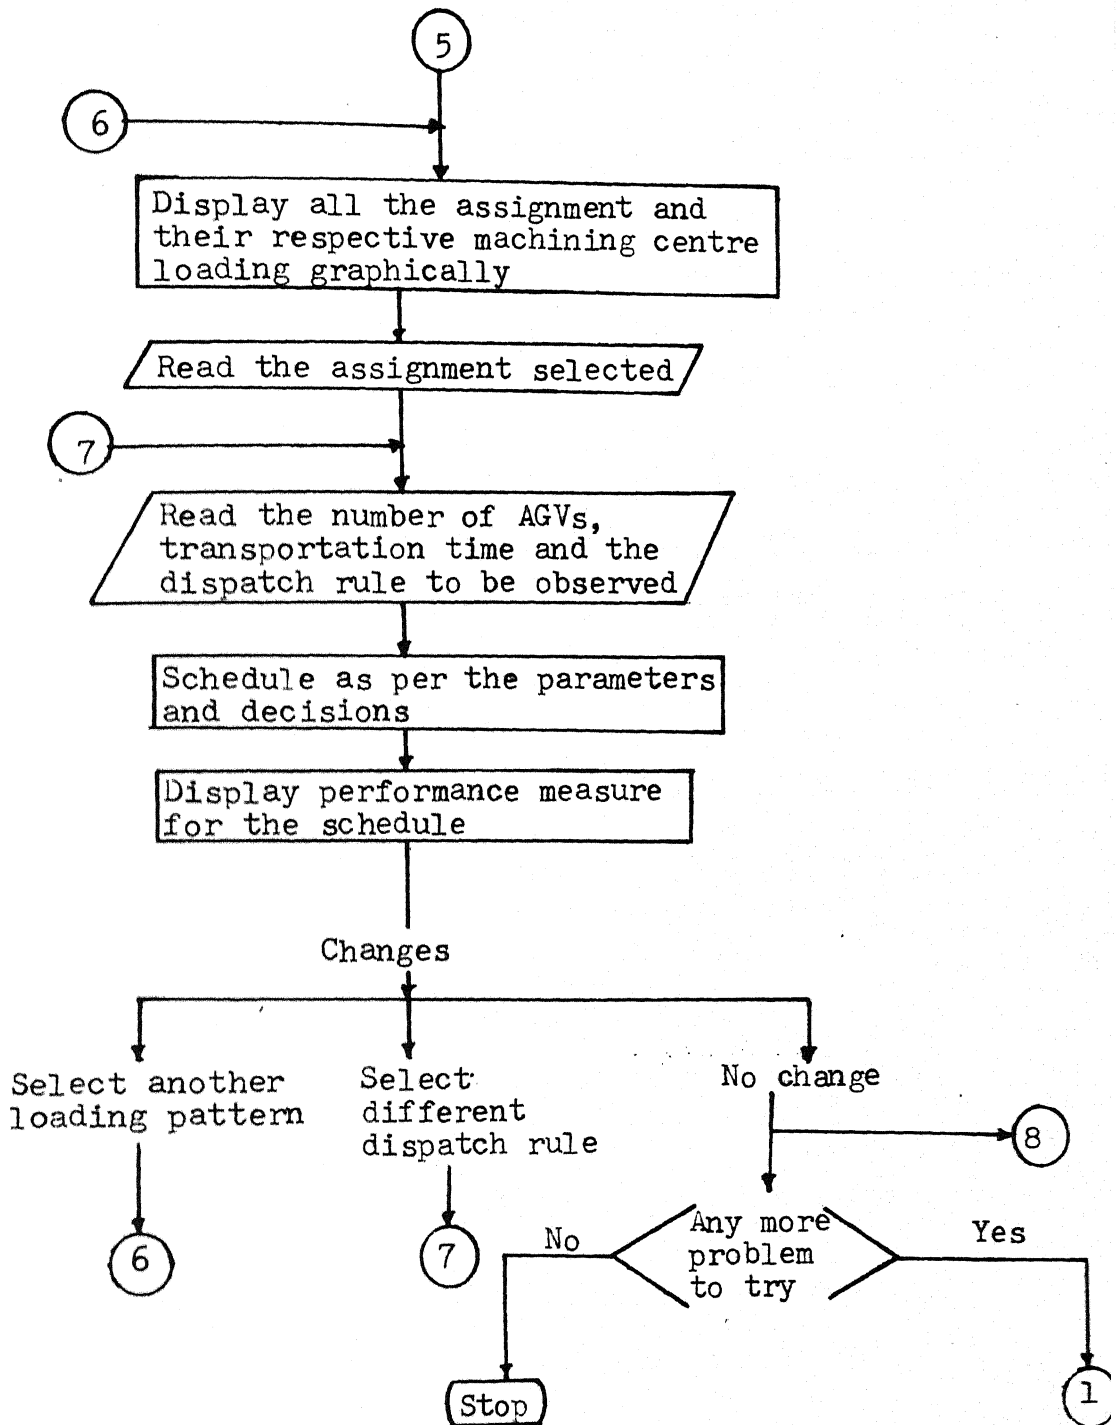 5
6
Display all the assignment and
their respective machining centre
loading graphically
Read the assignment selected
7
Read the number of AGVs,
transportation time and the
dispatch rule to be observed
Schedule as per the parameters
and decisions
Display performance measure
for the schedule
Changes
Select another
loading pattern
6
Select
different
dispatch rule
7
No change
8
Any more
problem
to try
No
Yes
Stop
1